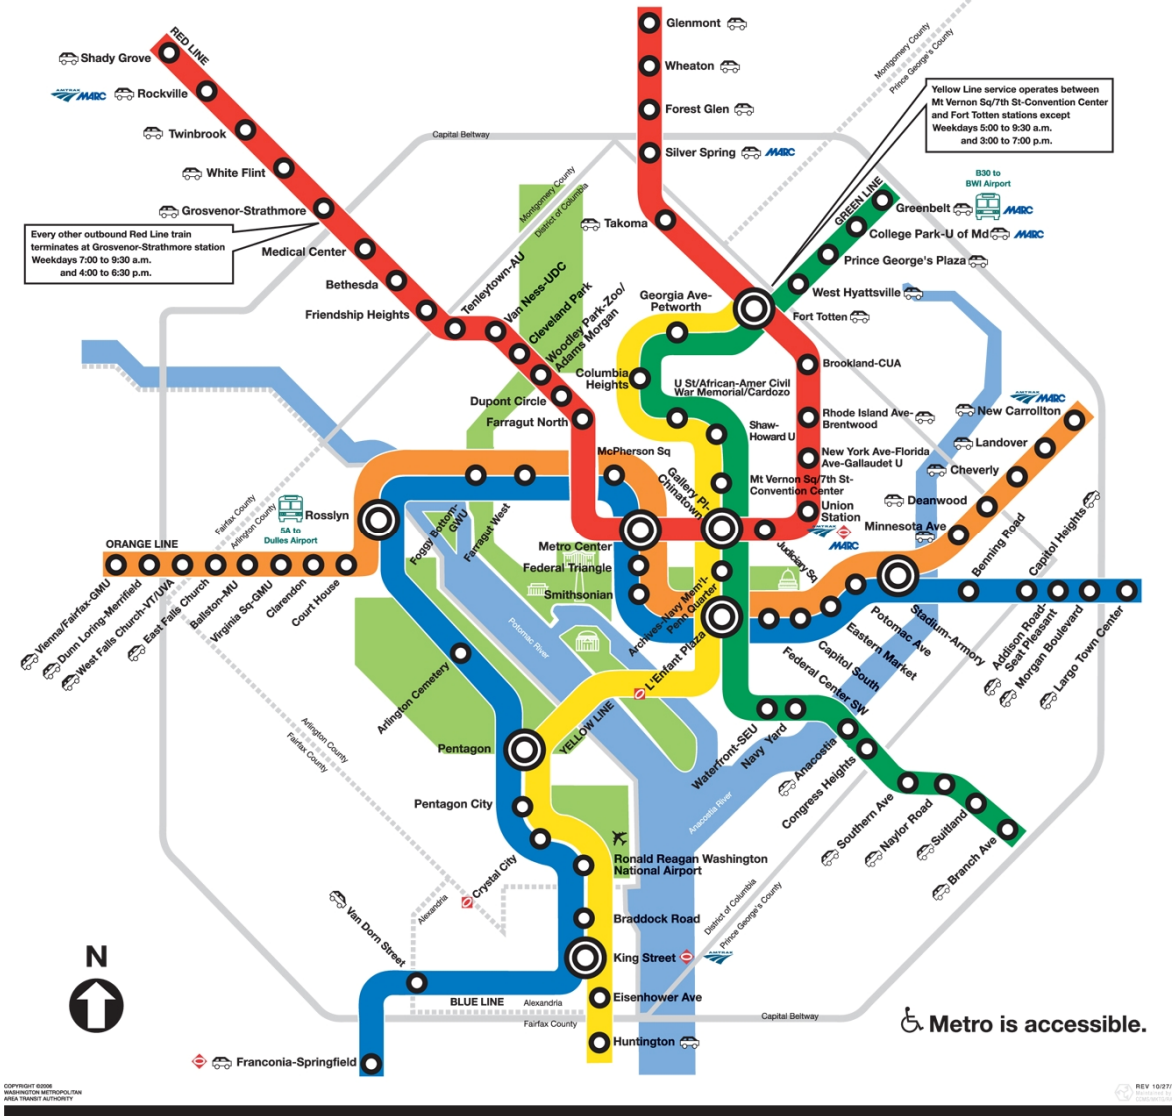 Glenmont
Wheaton
Forest Glen
Silver Spring
MARC
Takoma
RED LINE
Shady Grove
AMTRAK
MARC
Rockville
Twinbrook
White Flint
Grosvenor-Strathmore
Every other outbound Red Line train
terminates at Grosvenor-Strathmore station
Weekdays 7:00 to 9:30 a.m.
and 4:00 to 6:30 p.m.
Medical Center
Bethesda
Friendship Heights
Tenleytown-AU
Van Ness-UDC
Cleveland Park
Woodley Park-Zoo/
Adams Morgan
Dupont Circle
Farragut North
Capital Beltway
Montgomery County
District of Columbia
Montgomery County
Prince George's County
Yellow Line service operates between
Mt Vernon Sq/7th St-Convention Center
and Fort Totten stations except
Weekdays 5:00 to 9:30 a.m.
and 3:00 to 7:00 p.m.
B30 to
BWI Airport
GREEN LINE
Greenbelt
MARC
College Park-U of Md
MARC
Prince George's Plaza
West Hyattsville
Fort Totten
Georgia Ave-
Petworth
Columbia
Heights
U St/African-Amer Civil
War Memorial/Cardozo
Shaw-
Howard U
Mt Vernon Sq/7th St-
Convention Center
Brookland-CUA
Rhode Island Ave-
Brentwood
New York Ave-Florida
Ave-Gallaudet U
Union
Station
AMTRAK
MARC
Judiciary Sq
Gallery Pl-
Chinatown
McPherson Sq
Metro Center
Federal Triangle
Smithsonian
Archives-Navy Mem'l-
Penn Quarter
L'Enfant Plaza
AMTRAK
MARC
New Carrollton
Landover
Cheverly
Deanwood
Minnesota Ave
Benning Road
Capitol Heights
Addison Road-
Seat Pleasant
Morgan Boulevard
Largo Town Center
Stadium-Armory
Potomac Ave
Eastern Market
Capitol South
Federal Center SW
Fairfax County
Arlington County
5A to
Dulles Airport
Rosslyn
Foggy Bottom-
GWU
Farragut West
ORANGE LINE
Vienna/Fairfax-GMU
Dunn Loring-Merrifield
West Falls Church-VT/UVA
East Falls Church
Ballston-MU
Virginia Sq-GMU
Clarendon
Court House
Potomac River
Arlington Cemetery
Pentagon
YELLOW LINE
Pentagon City
Crystal City
Arlington County
Fairfax County
Waterfront-SEU
Navy Yard
Anacostia
Congress Heights
Southern Ave
Naylor Road
Suitland
Branch Ave
Anacostia River
Ronald Reagan Washington
National Airport
Braddock Road
King Street
AMTRAK
Eisenhower Ave
Huntington
District of Columbia
Prince George's County
Alexandria
Van Dorn Street
BLUE LINE
Alexandria
Fairfax County
Capital Beltway
Franconia-Springfield
N
Metro is accessible.
COPYRIGHT ©2008
WASHINGTON METROPOLITAN
AREA TRANSIT AUTHORITY
REV 10/27/